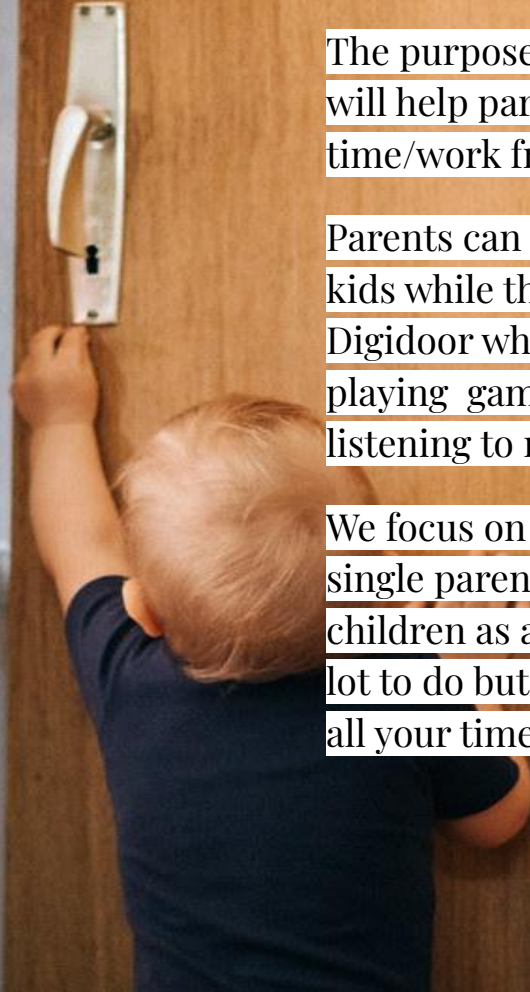 The purpose
will help par
time/work fr
Parents can
kids while th
Digidoor wh
playing  gam
listening to
single paren
We focus on
children as a
lot to do but
all your time